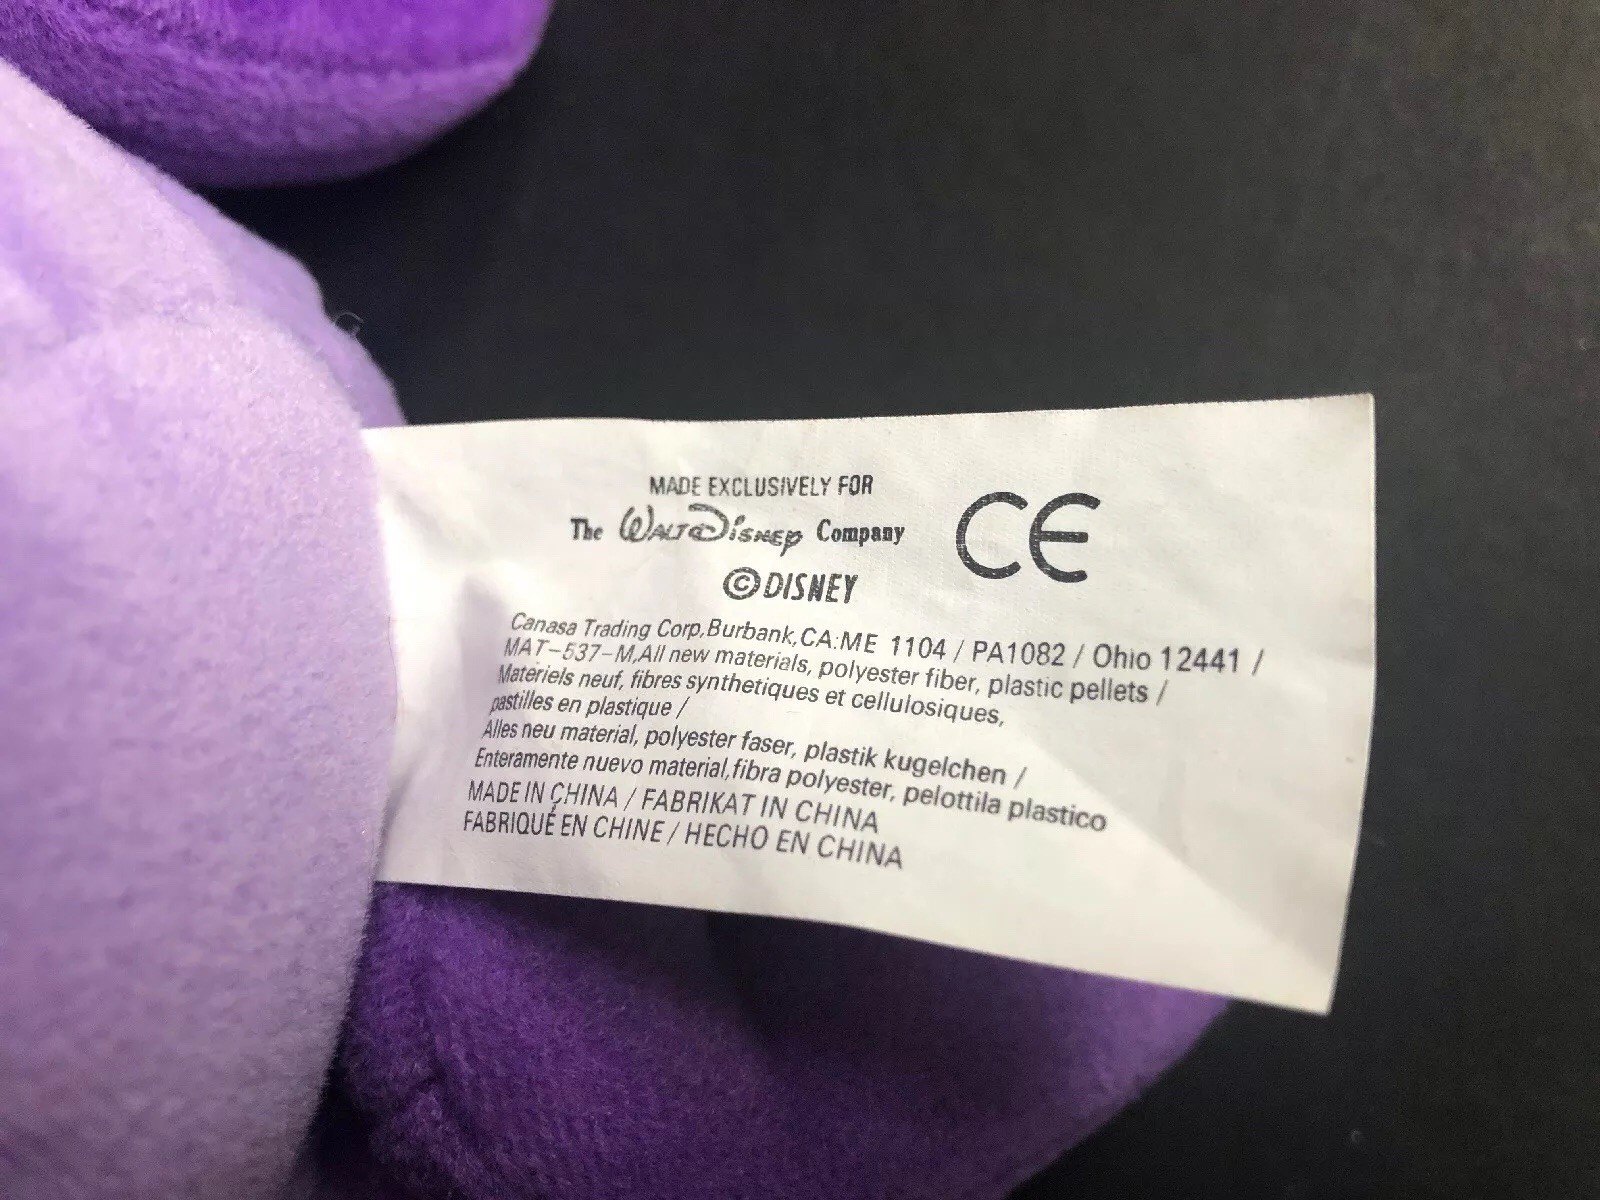 MADE EXCLUSIVELY FOR
The Walt Disney Company
CE
©DISNEY
Canasa Trading Corp,Burbank,CA:ME 1104 / PA1082 / Ohio 12441 /
MAT-537-M,All new materials, polyester fiber, plastic pellets /
Materiels neuf, fibres synthetiques et cellulosiques,
pastilles en plastique /
Alles neu material, polyester faser, plastik kugelchen /
Enteramente nuevo material,fibra polyester, pelottila plastico
MADE IN CHINA / FABRIKAT IN CHINA
FABRIQUÉ EN CHINE / HECHO EN CHINA